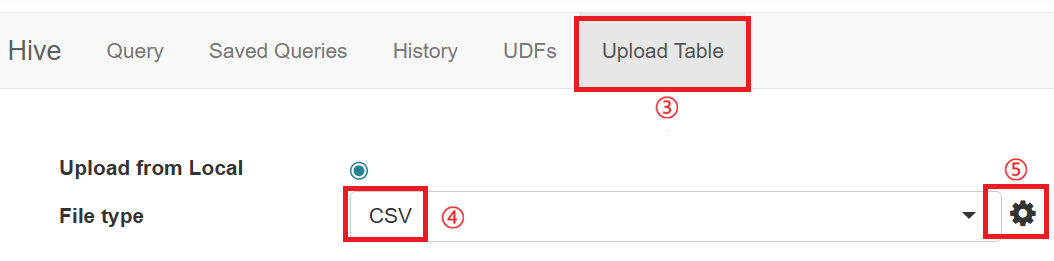 Hive Query Saved Queries History UDFs Upload Table
③
Upload from Local
⑤
File type CSV ④